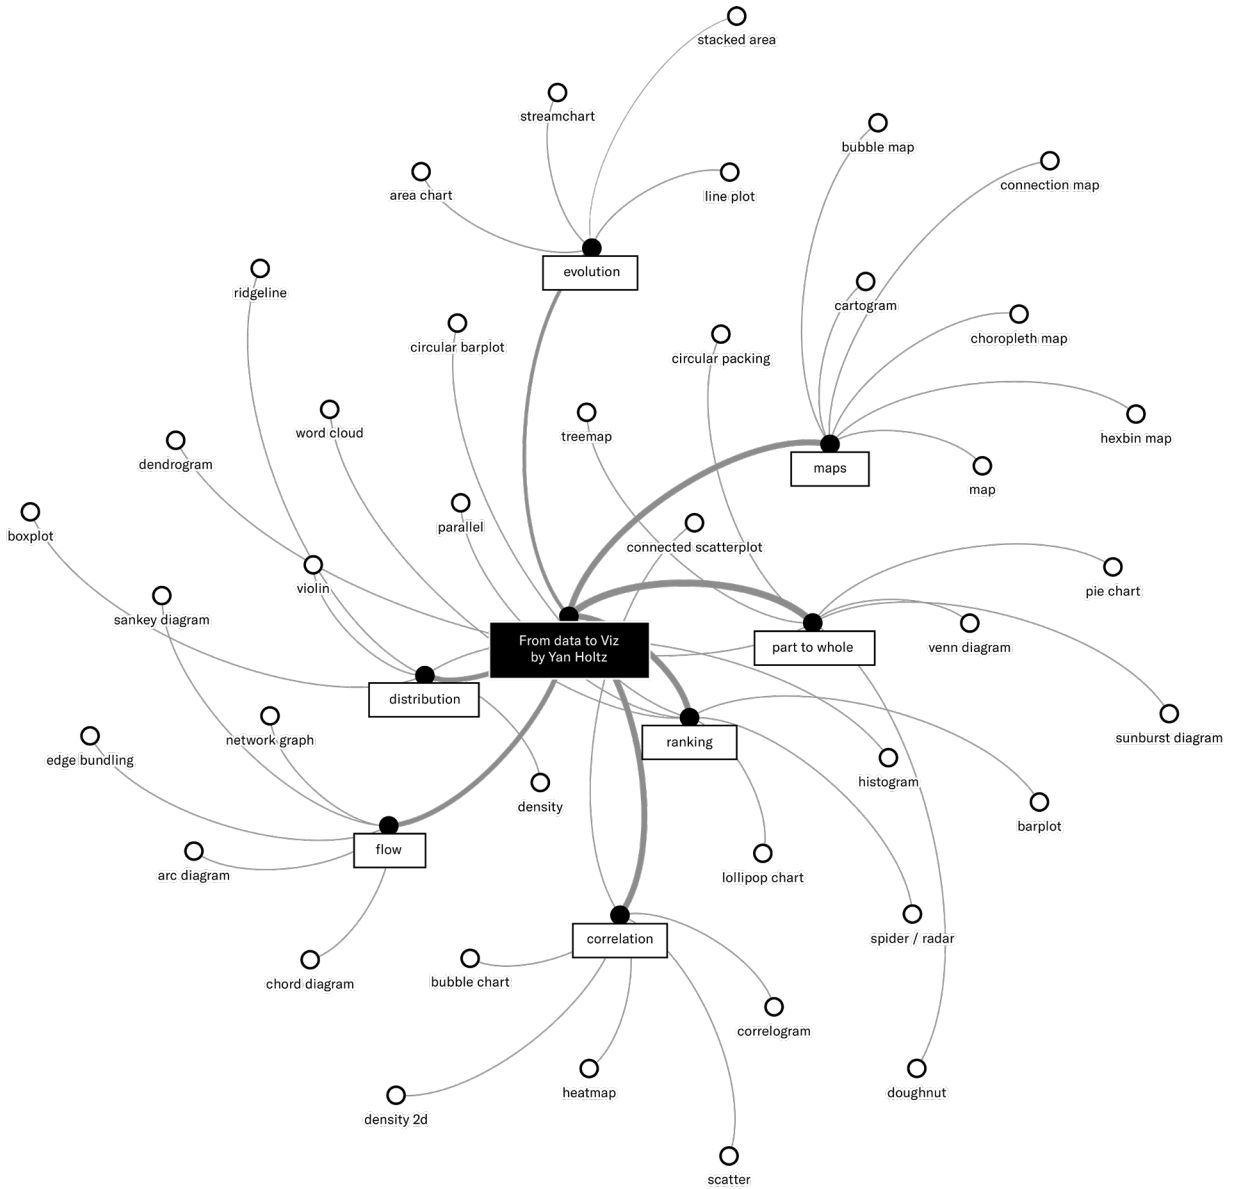 stacked area
streamchart
bubble map
connection map
area chart
line plot
evolution
ridgeline
cartogram
circular barplot
choropleth map
circular packing
word cloud
treemap
hexbin map
dendrogram
maps
map
parallel
boxplot
connected scatterplot
violin
pie chart
sankey diagram
From data to Viz
by Yan Holtz
part to whole
venn diagram
distribution
network graph
ranking
sunburst diagram
edge bundling
histogram
density
barplot
flow
arc diagram
lollipop chart
correlation
spider / radar
chord diagram
bubble chart
correlogram
heatmap
doughnut
density 2d
scatter